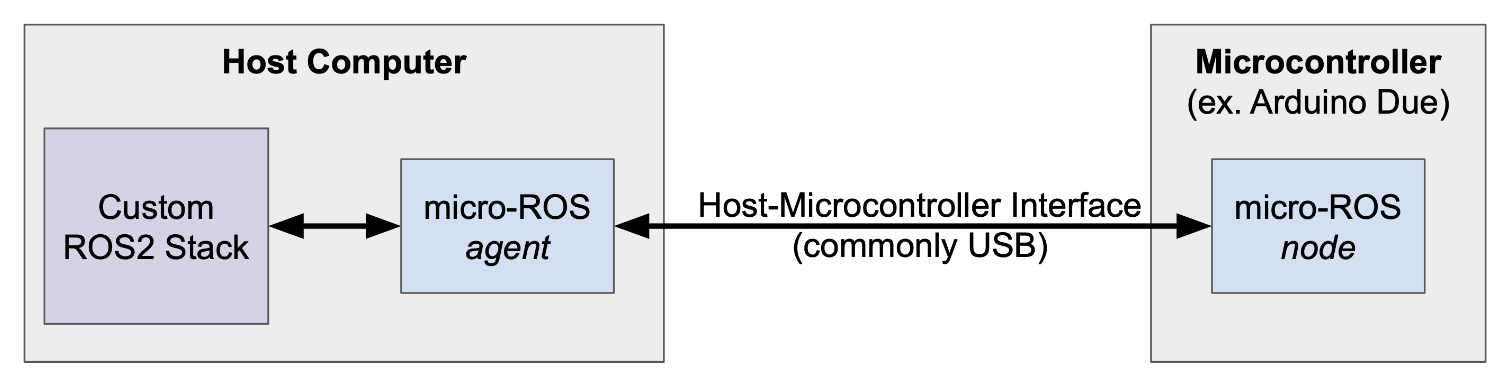 Host Computer
Custom
ROS2 Stack
micro-ROS
agent
Host-Microcontroller Interface
(commonly USB)
Microcontroller
(ex. Arduino Due)
micro-ROS
node